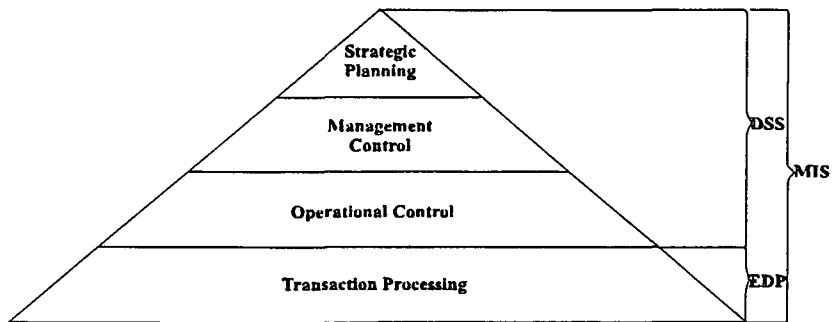 Strategic
Planning
Management
Control
DSS
MIS
Operational Control
Transaction Processing
EDP